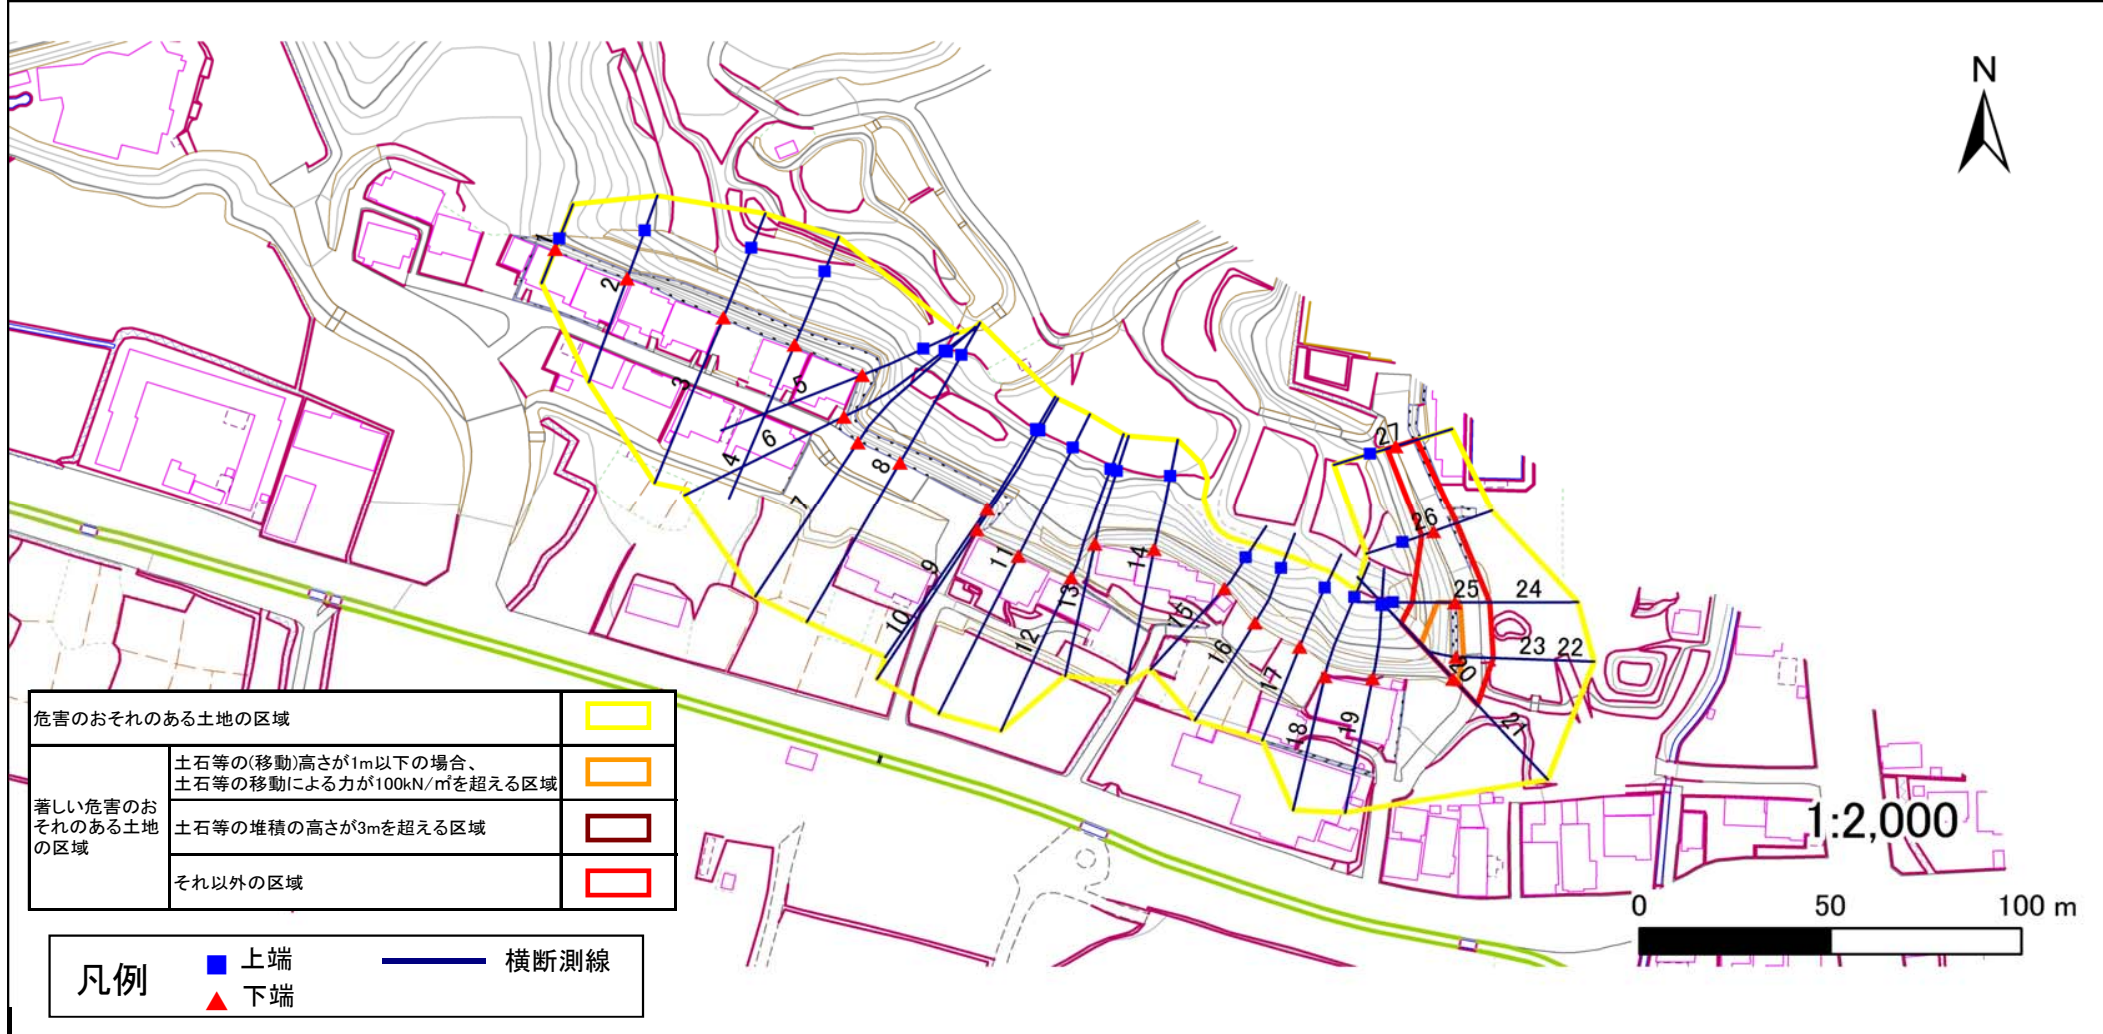 N
1
2
3
4
5
6
7
8
9
10
11
12
13
14
15
16
17
18
19
20
21
22
23
24
25
26
27
危害のおそれのある土地の区域
著しい危害のお
それのある土地
の区域
土石等の(移動)高さが1m以下の場合、
土石等の移動による力が100kN/㎡を超える区域
土石等の堆積の高さが3mを超える区域
それ以外の区域
凡例
上端
下端
横断測線
1:2,000
0 50 100 m